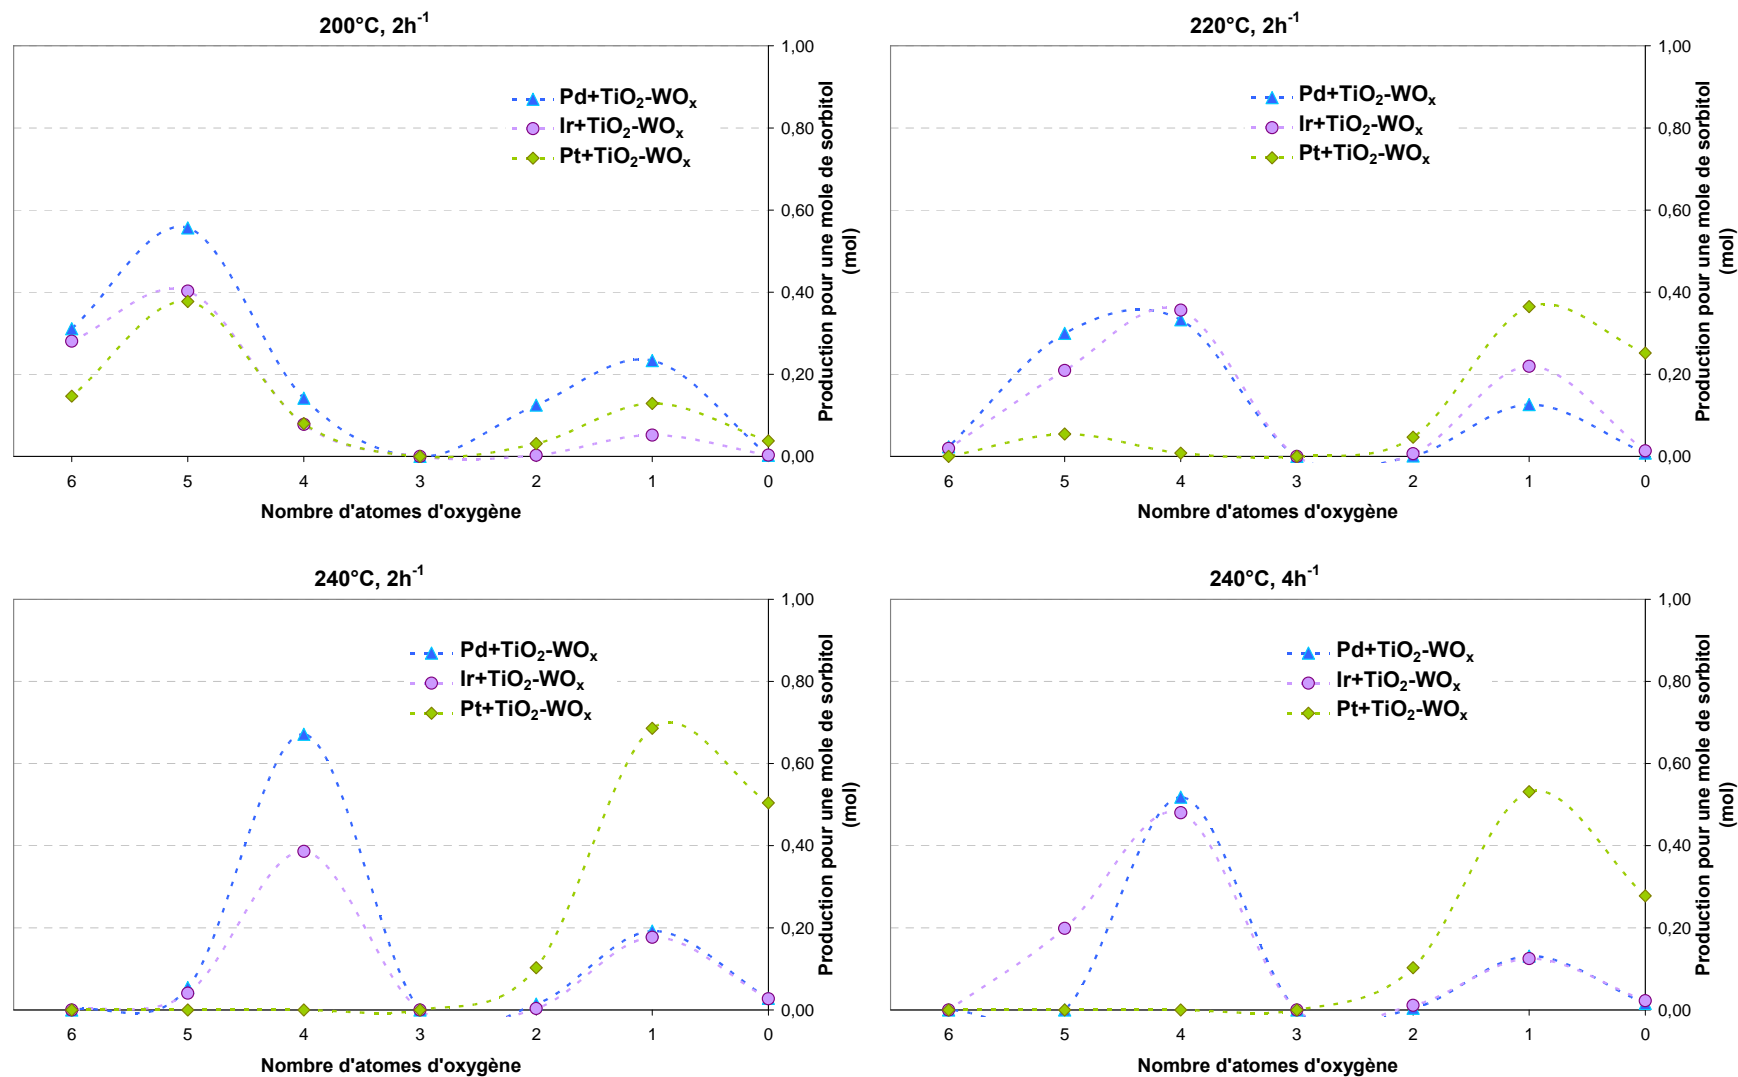 200°C, 2h⁻¹
1,00
0,80
0,60
0,40
0,20
0,00
Pd+TiO₂-WOₓ
Ir+TiO₂-WOₓ
Pt+TiO₂-WOₓ
6 5 4 3 2 1 0
Nombre d'atomes d'oxygène
Production pour une mole de sorbitol
(mol)
220°C, 2h⁻¹
1,00
0,80
0,60
0,40
0,20
0,00
Pd+TiO₂-WOₓ
Ir+TiO₂-WOₓ
Pt+TiO₂-WOₓ
6 5 4 3 2 1 0
Nombre d'atomes d'oxygène
Production pour une mole de sorbitol
(mol)
240°C, 2h⁻¹
1,00
0,80
0,60
0,40
0,20
0,00
Pd+TiO₂-WOₓ
Ir+TiO₂-WOₓ
Pt+TiO₂-WOₓ
6 5 4 3 2 1 0
Nombre d'atomes d'oxygène
Production pour une mole de sorbitol
(mol)
240°C, 4h⁻¹
1,00
0,80
0,60
0,40
0,20
0,00
Pd+TiO₂-WOₓ
Ir+TiO₂-WOₓ
Pt+TiO₂-WOₓ
6 5 4 3 2 1 0
Nombre d'atomes d'oxygène
Production pour une mole de sorbitol
(mol)